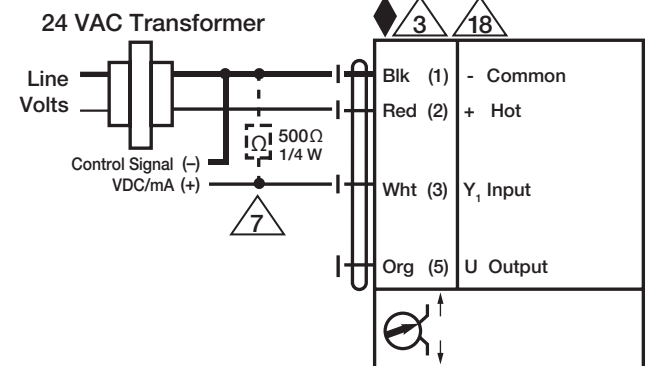 24 VAC Transformer
3
18
Line
Volts
Blk (1) - Common
Red (2) + Hot
Ω 500Ω
1/4 W
Control Signal (–)
VDC/mA (+)
Wht (3) Y₁ Input
7
Org (5) U Output